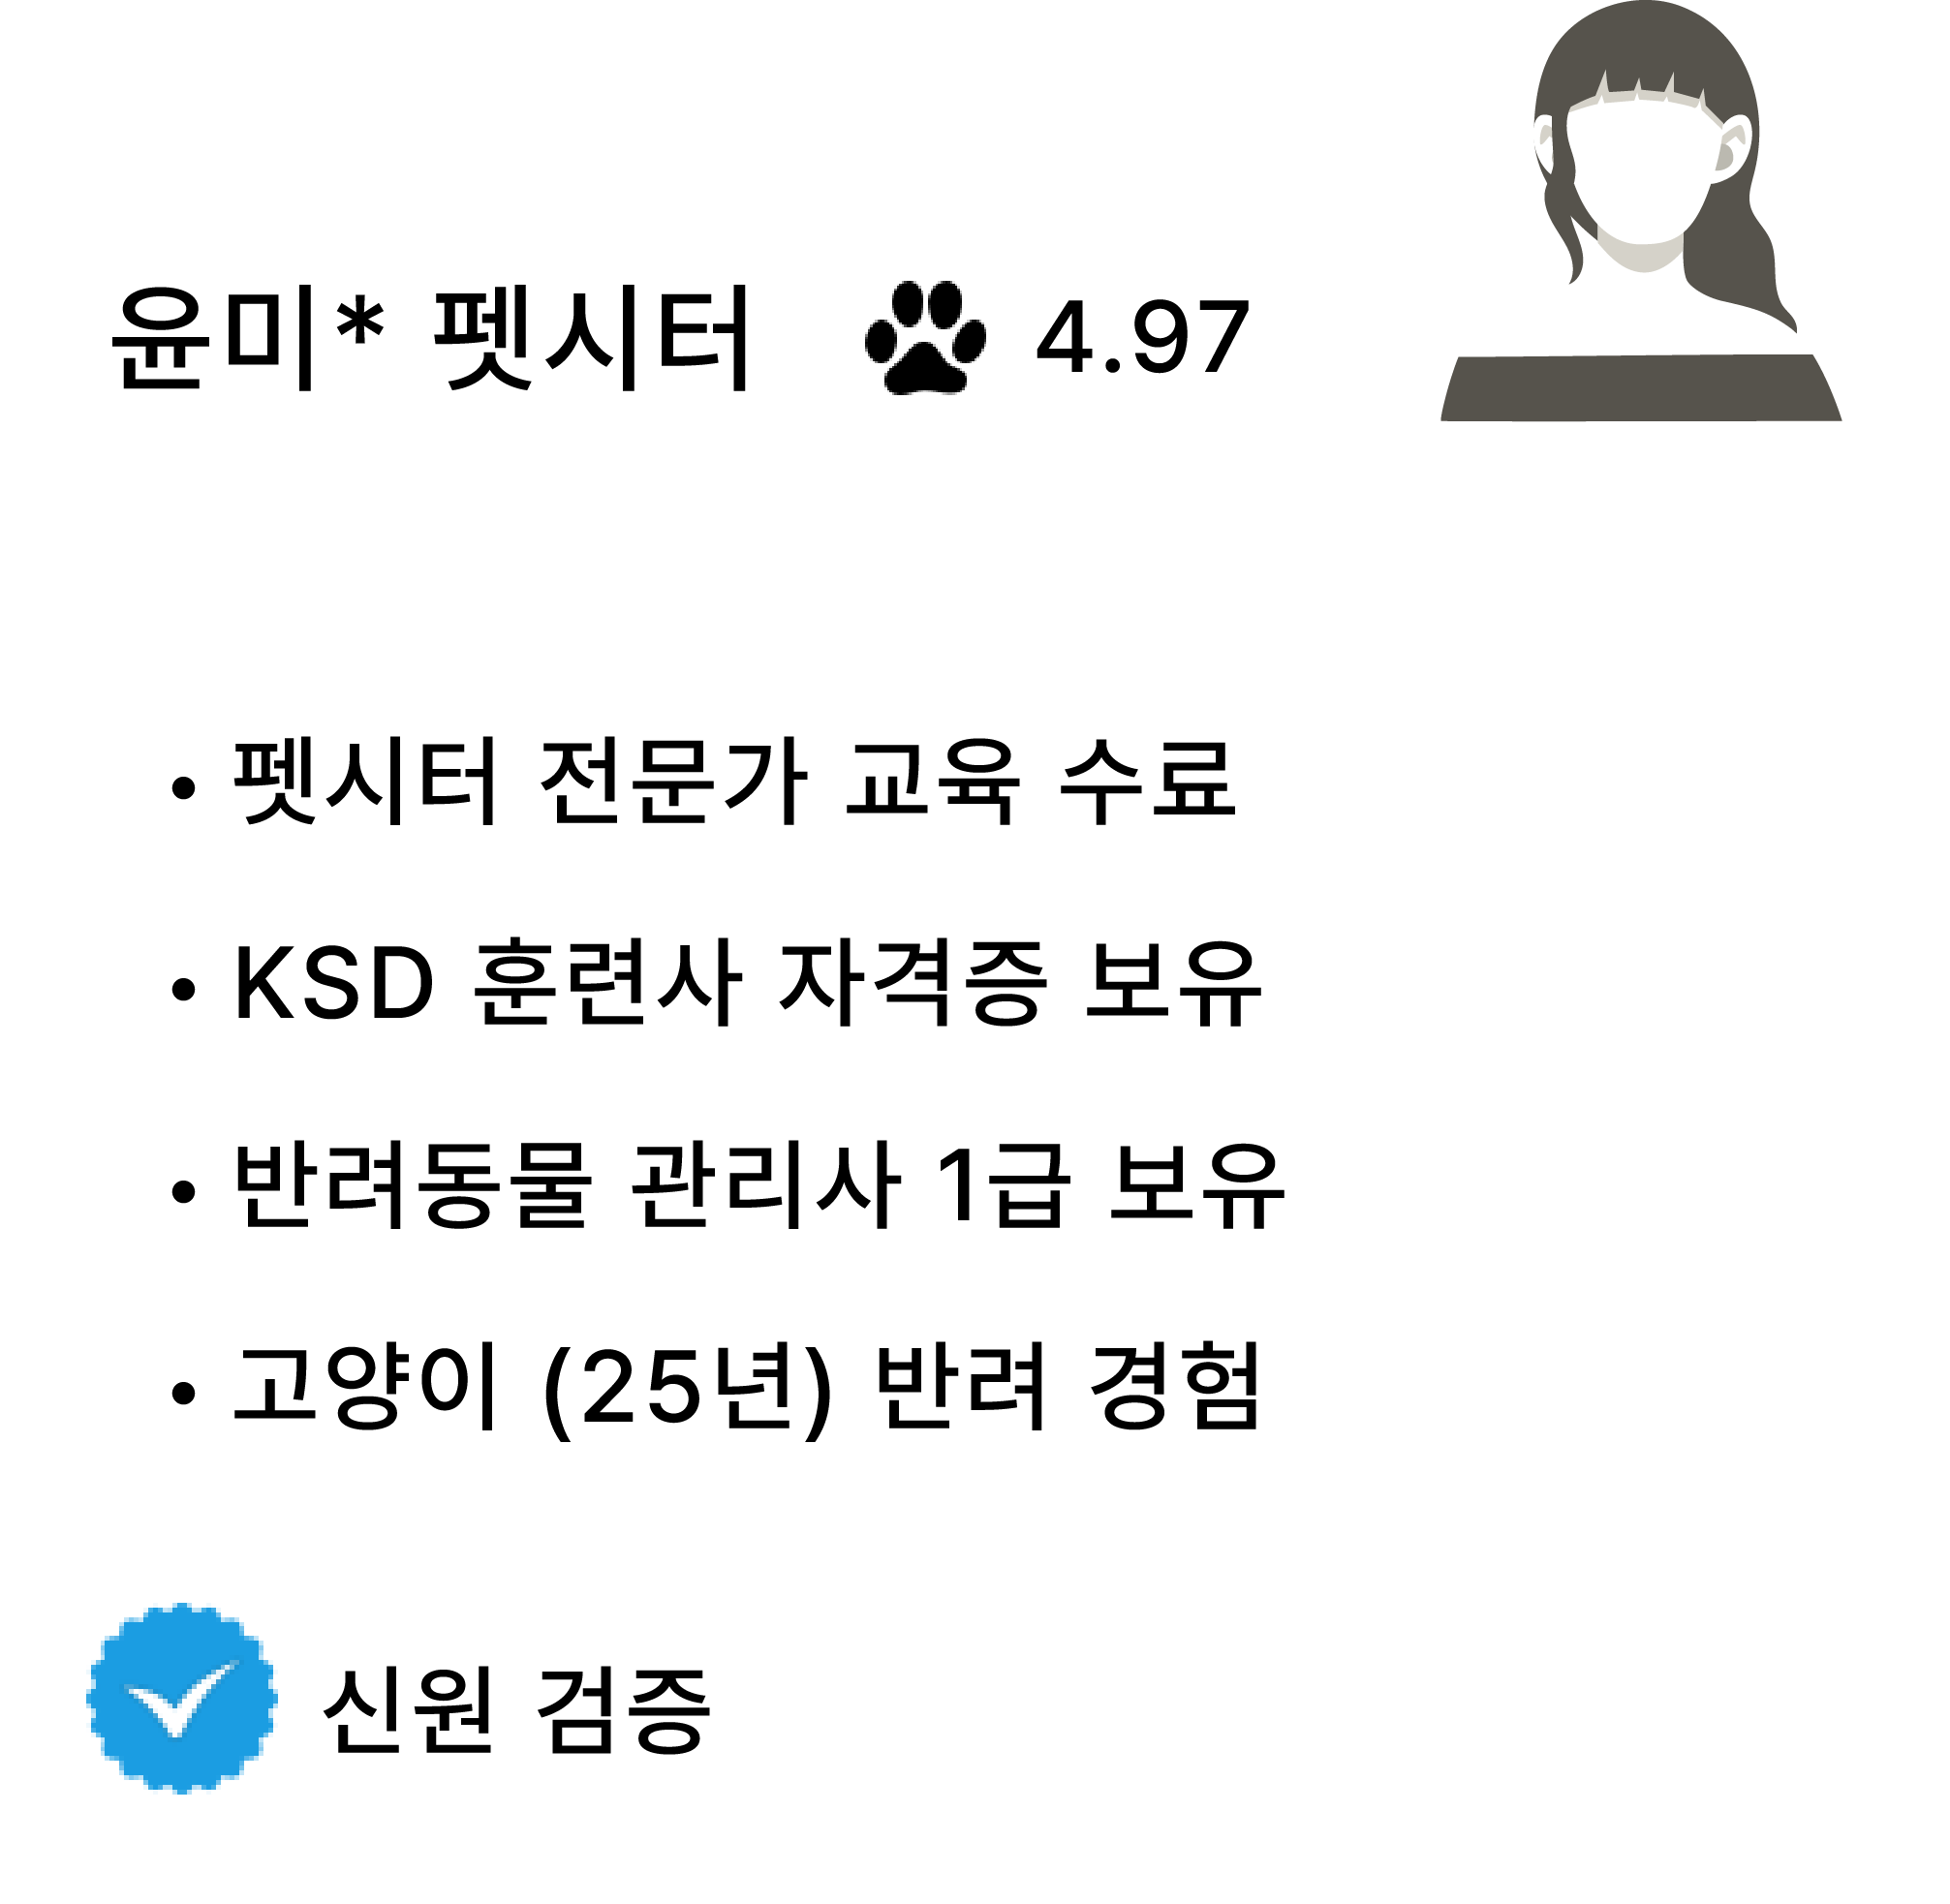 윤미* 펫시터 4.97
• 펫시터 전문가 교육 수료
• KSD 훈련사 자격증 보유
• 반려동물 관리사 1급 보유
• 고양이 (25년) 반려 경험
신원 검증